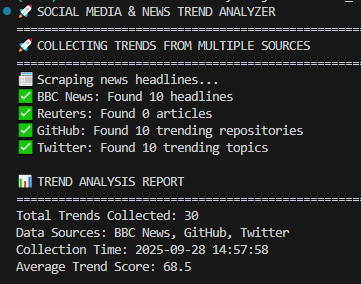 🚀 SOCIAL MEDIA & NEWS TREND ANALYZER
==================================================
🚀 COLLECTING TRENDS FROM MULTIPLE SOURCES
==================================================
📰 Scraping news headlines...
✅ BBC News: Found 10 headlines
✅ Reuters: Found 0 articles
✅ GitHub: Found 10 trending repositories
✅ Twitter: Found 10 trending topics
📊 TREND ANALYSIS REPORT
==================================================
Total Trends Collected: 30
Data Sources: BBC News, GitHub, Twitter
Collection Time: 2025-09-28 14:57:58
Average Trend Score: 68.5